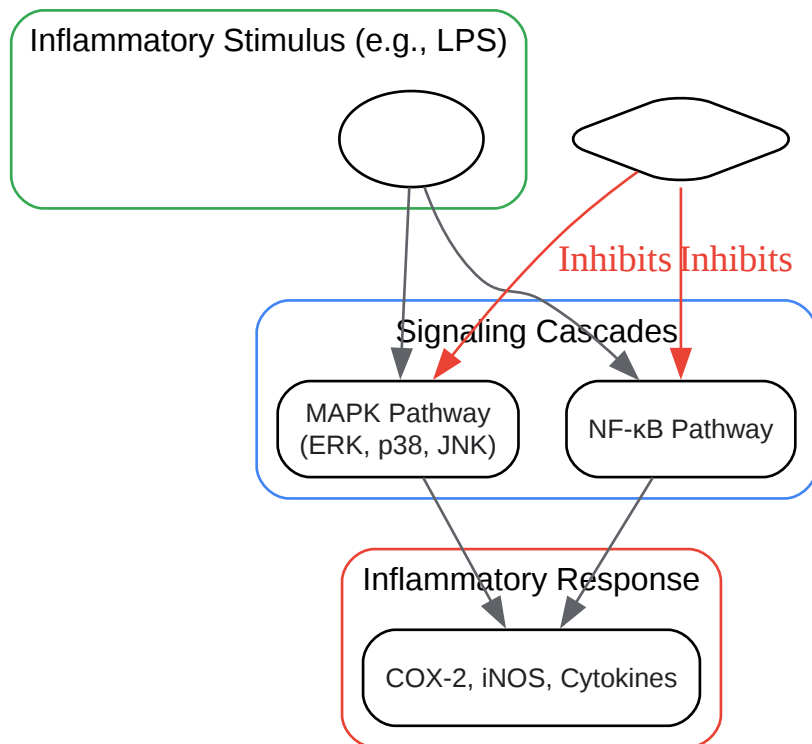 Inflammatory Stimulus (e.g., LPS)
Inhibits Inhibits
Signaling Cascades
MAPK Pathway
(ERK, p38, JNK)
NF-κB Pathway
Inflammatory Response
COX-2, iNOS, Cytokines